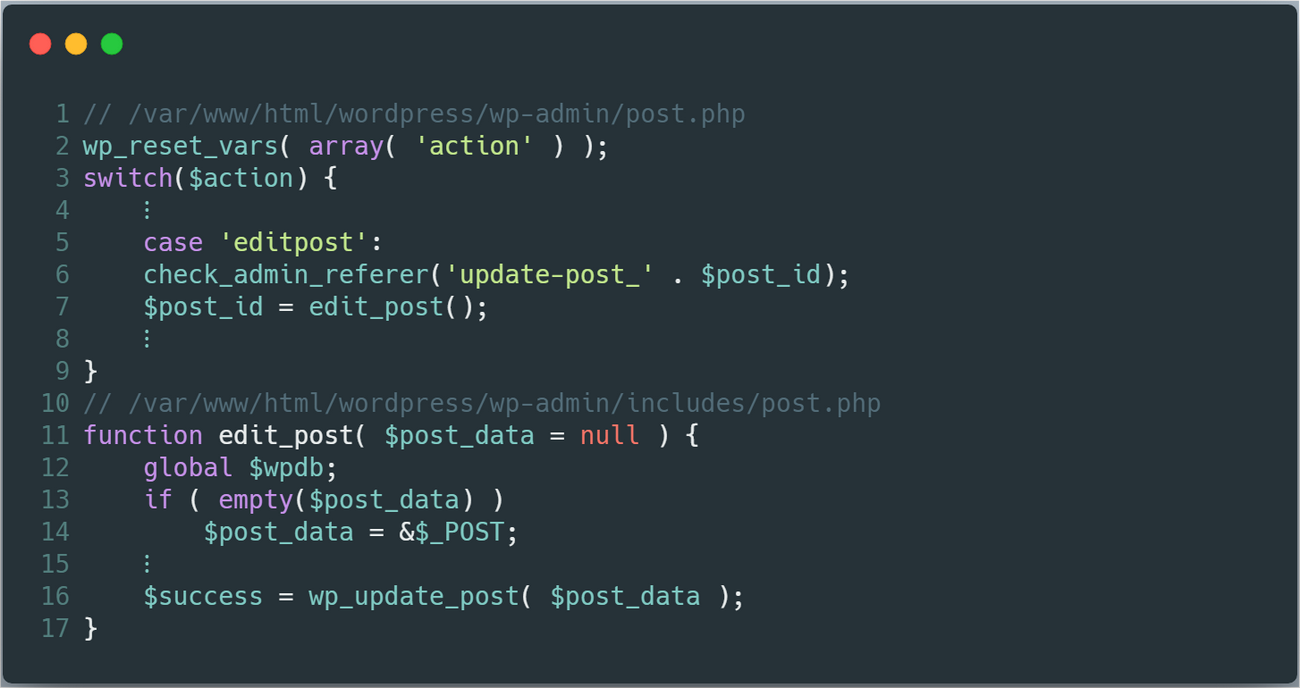 1 // /var/www/html/wordpress/wp-admin/post.php
2 wp_reset_vars( array( 'action' ) );
3 switch($action) {
4     ⋮
5     case 'editpost':
6     check_admin_referer('update-post_' . $post_id);
7     $post_id = edit_post();
8     ⋮
9 }
10 // /var/www/html/wordpress/wp-admin/includes/post.php
11 function edit_post( $post_data = null ) {
12     global $wpdb;
13     if ( empty($post_data) )
14         $post_data = &$_POST;
15     ⋮
16     $success = wp_update_post( $post_data );
17 }